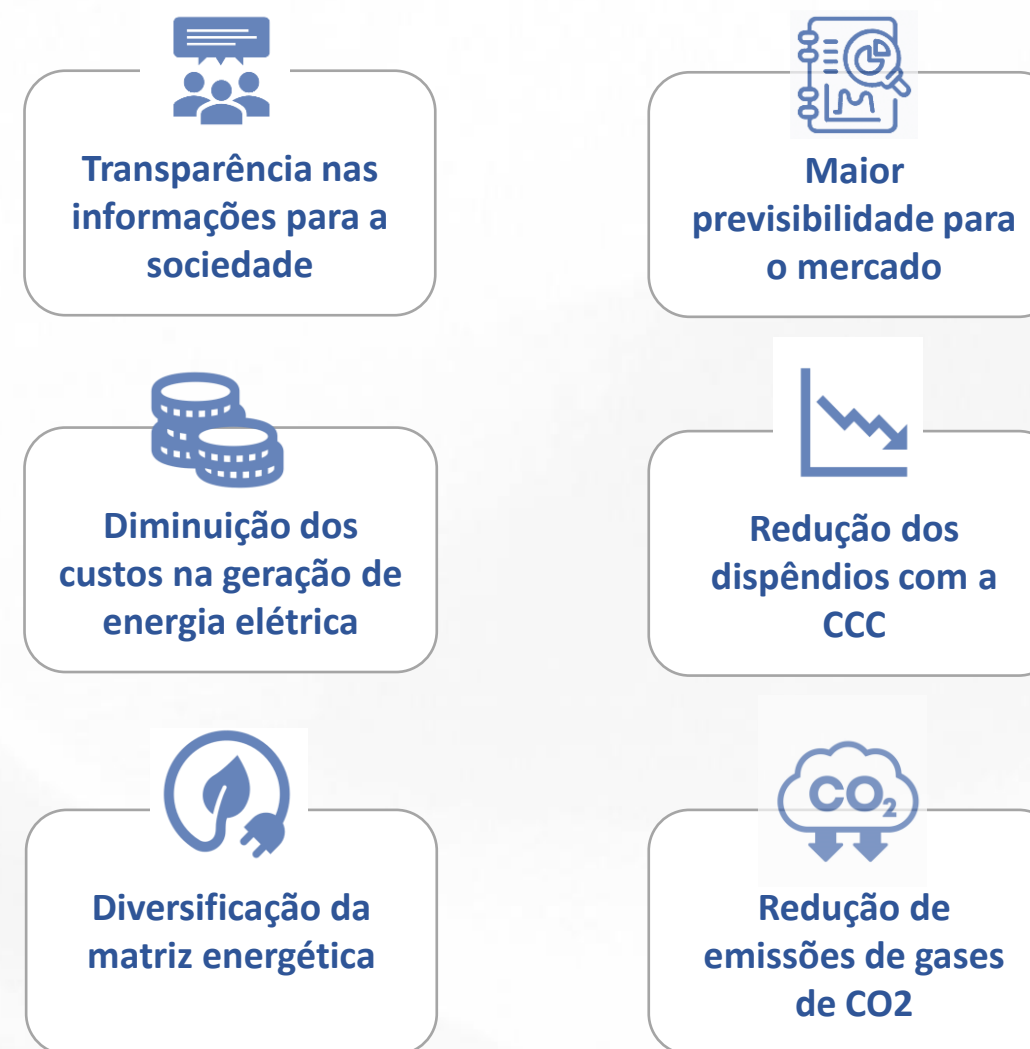 Transparência nas
informações para a
sociedade
Maior
previsibilidade para
o mercado
Diminuição dos
custos na geração de
energia elétrica
Redução dos
dispêndios com a
CCC
Diversificação da
matriz energética
CO₂
Redução de
emissões de gases
de CO2